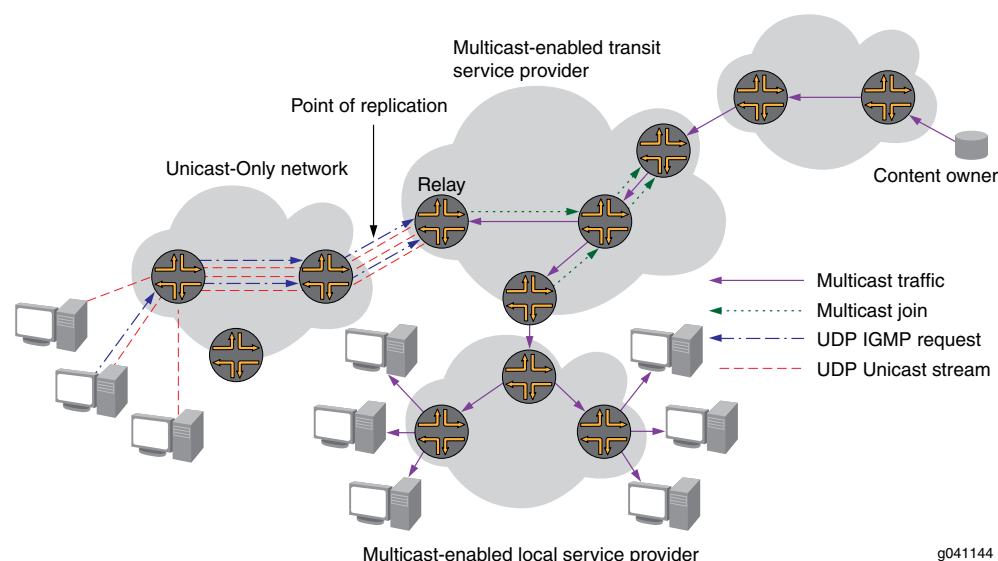 Multicast-enabled transit
service provider
Point of replication
Unicast-Only network
Relay
Content owner
Multicast traffic
Multicast join
UDP IGMP request
UDP Unicast stream
Multicast-enabled local service provider
g041144